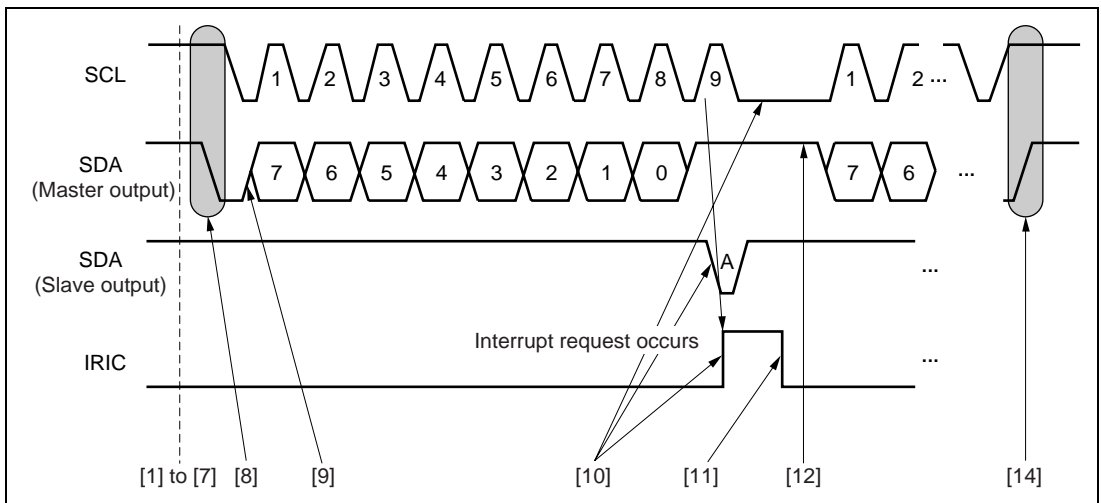 SCL
1 2 3 4 5 6 7 8 9 1 2 ...
SDA
(Master output)
7 6 5 4 3 2 1 0 7 6 ...
SDA
(Slave output)
A
...
Interrupt request occurs
IRIC
...
[1] to [7] [8] [9] [10] [11] [12] [14]